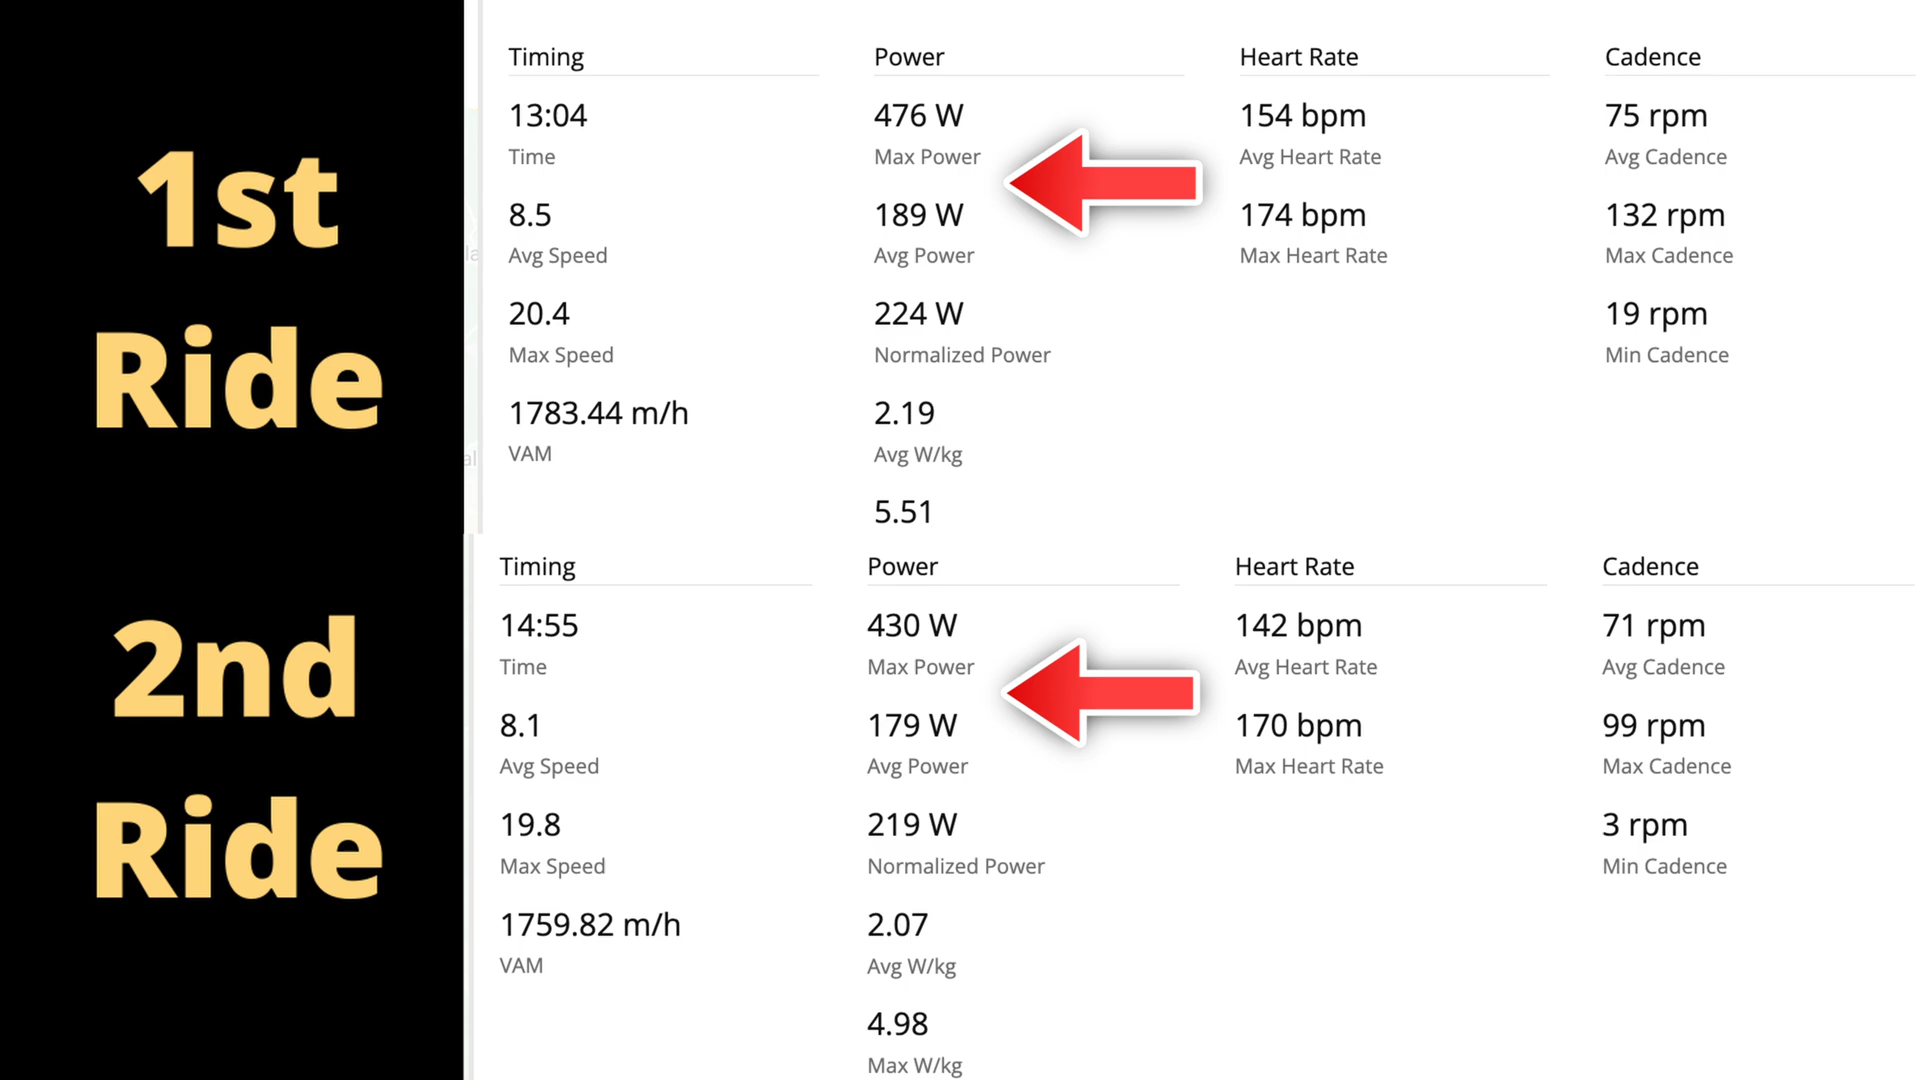 1st
Ride
Timing Power Heart Rate Cadence
13:04 476 W 154 bpm 75 rpm
Time Max Power Avg Heart Rate Avg Cadence
8.5 189 W 174 bpm 132 rpm
Avg Speed Avg Power Max Heart Rate Max Cadence
20.4 224 W 19 rpm
Max Speed Normalized Power Min Cadence
1783.44 m/h 2.19
VAM Avg W/kg
5.51
2nd
Ride
Timing Power Heart Rate Cadence
14:55 430 W 142 bpm 71 rpm
Time Max Power Avg Heart Rate Avg Cadence
8.1 179 W 170 bpm 99 rpm
Avg Speed Avg Power Max Heart Rate Max Cadence
19.8 219 W 3 rpm
Max Speed Normalized Power Min Cadence
1759.82 m/h 2.07
VAM Avg W/kg
4.98
Max W/kg